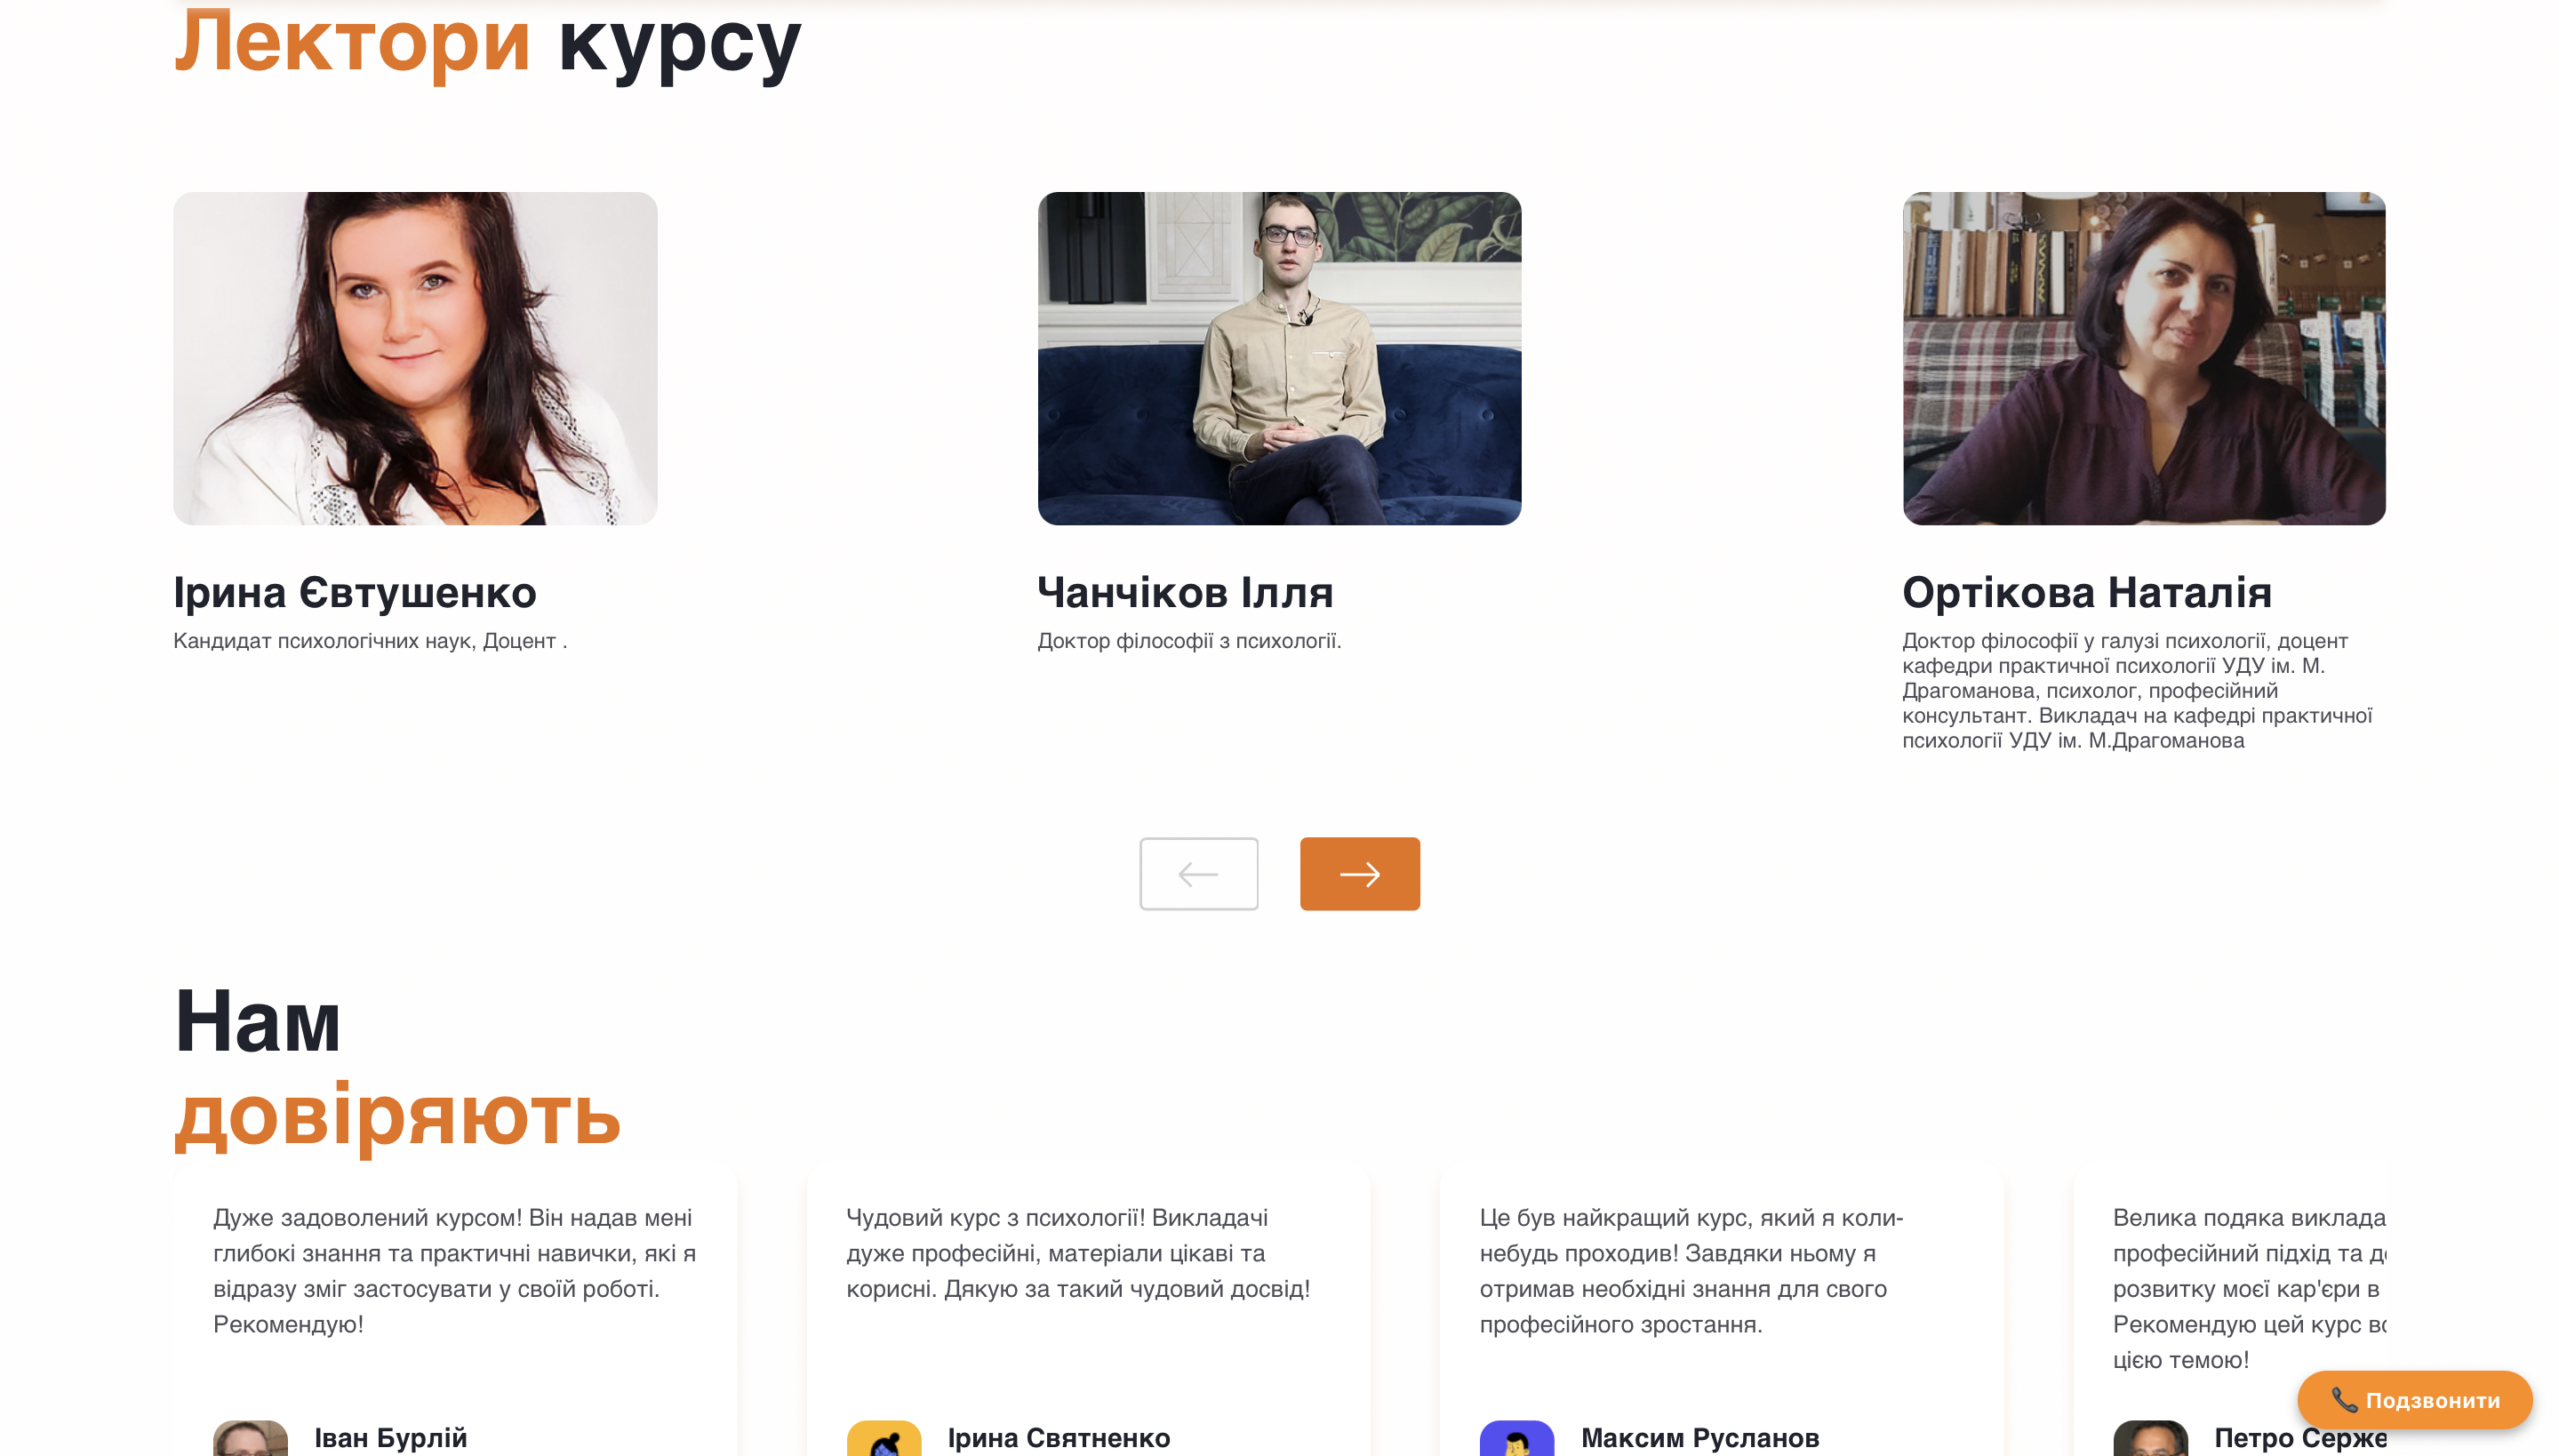 Лектори курсу
Ірина Євтушенко
Кандидат психологічних наук, Доцент .
Чанчіков Ілля
Доктор філософії з психології.
Ортікова Наталія
Доктор філософії у галузі психології, доцент
кафедри практичної психології УДУ ім. М.
Драгоманова, психолог, професійний
консультант. Викладач на кафедрі практичної
психології УДУ ім. М.Драгоманова
Нам
довіряють
Дуже задоволений курсом! Він надав мені
глибокі знання та практичні навички, які я
відразу зміг застосувати у своїй роботі.
Рекомендую!
Іван Бурлій
Чудовий курс з психології! Викладачі
дуже професійні, матеріали цікаві та
корисні. Дякую за такий чудовий досвід!
Ірина Святненко
Це був найкращий курс, який я коли-
небудь проходив! Завдяки ньому я
отримав необхідні знання для свого
професійного зростання.
Максим Русланов
Велика подяка виклада
професійний підхід та
розвитку моєї кар'єри в
Рекомендую цей курс
цією темою!
Петро Серже
Подзвонити